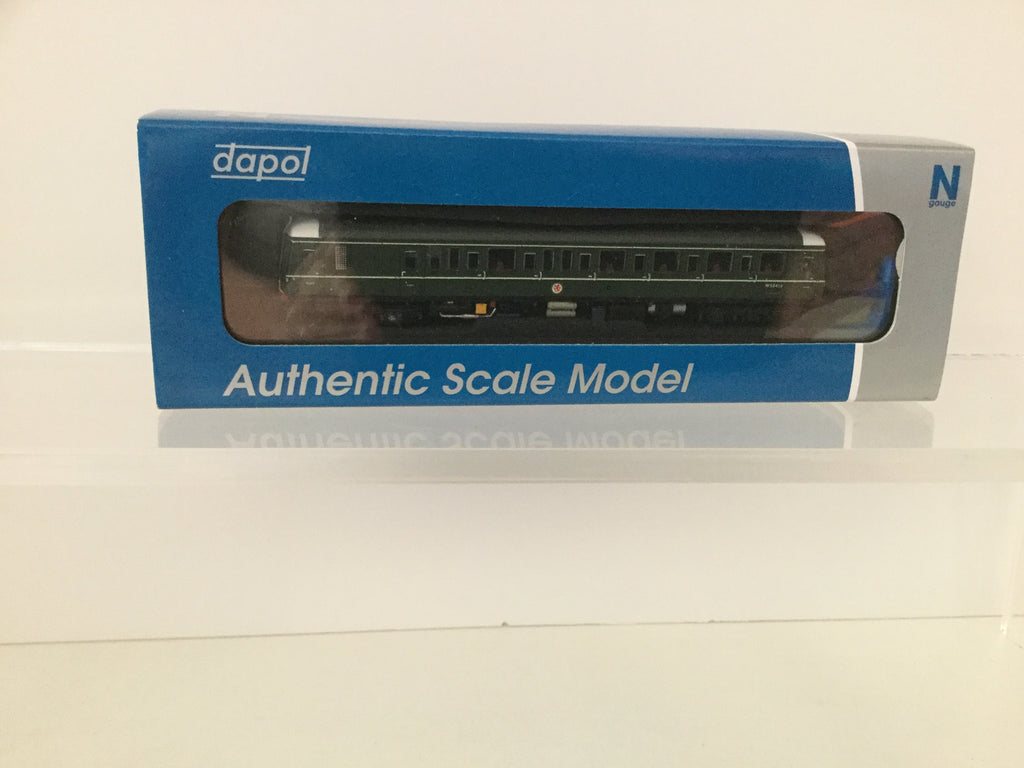 dapol
N
gauge
Authentic Scale Model